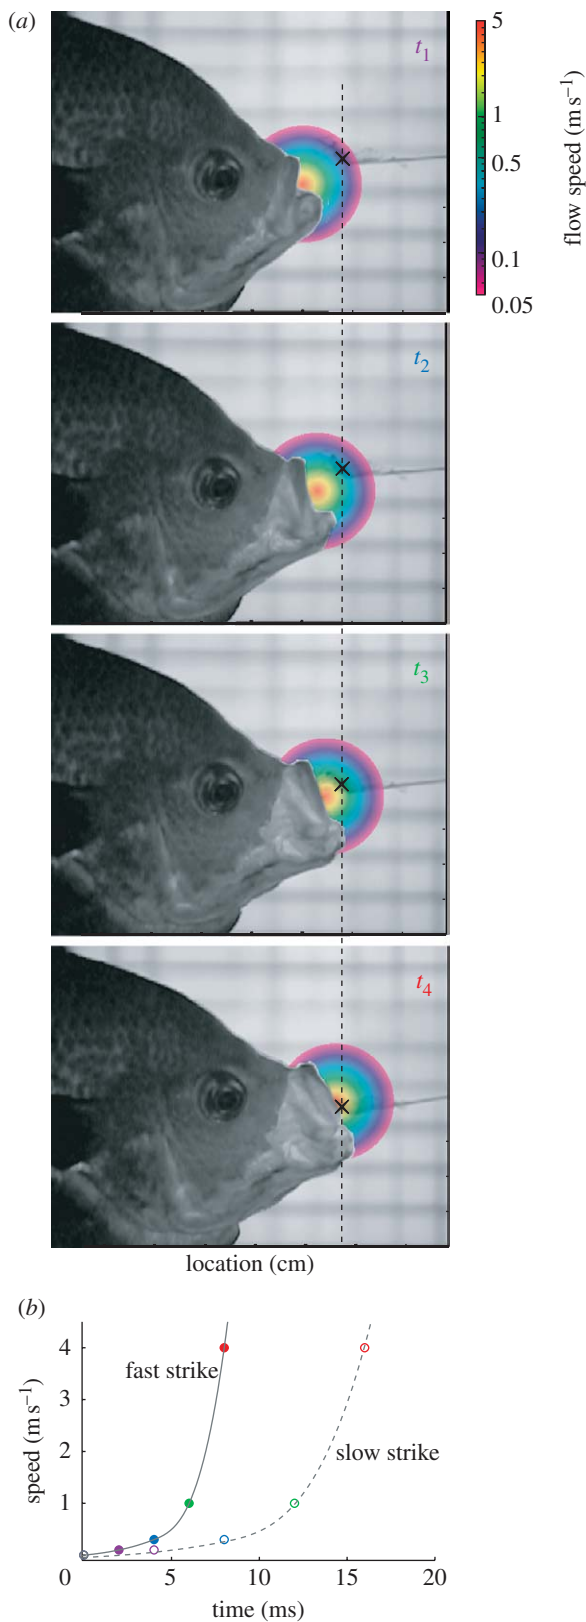 (a)
t1
5
1
0.5
0.1
0.05
flow speed (m s−1)
t2
t3
t4
location (cm)
(b)
4
3
2
1
0
5
10
15
20
fast strike
slow strike
speed (m s−1)
time (ms)